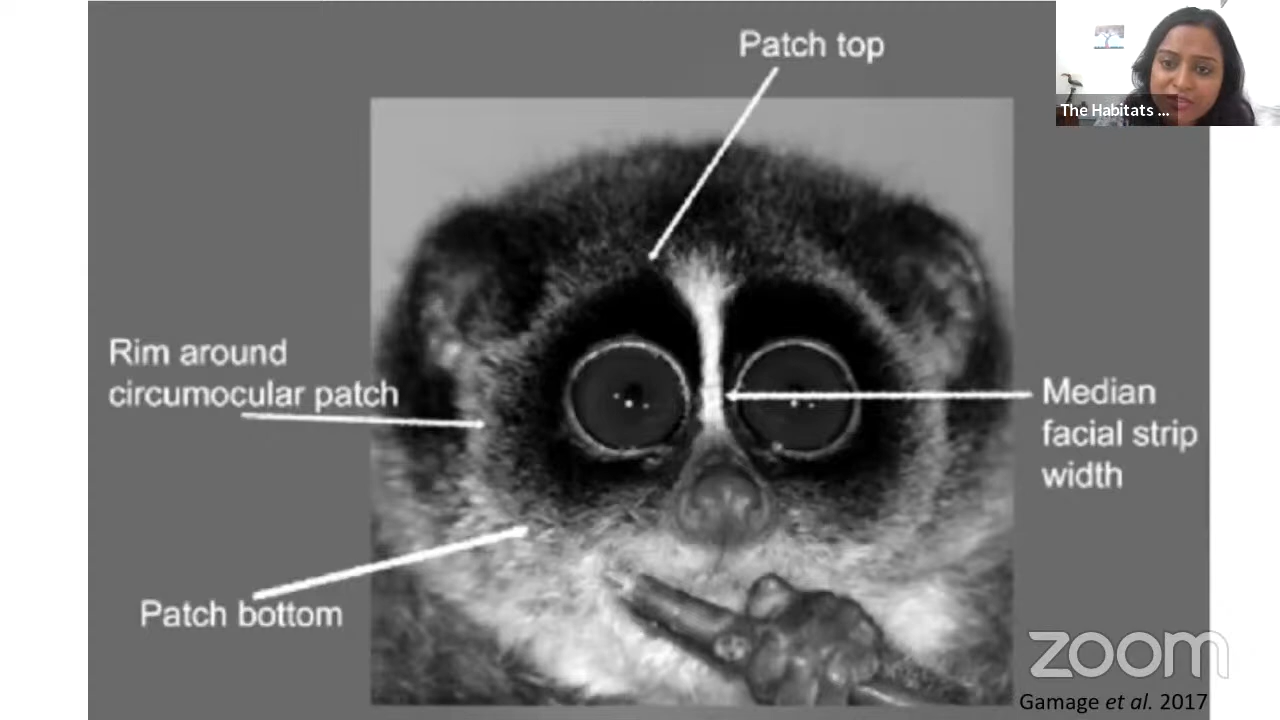 Patch top
The Habitats ...
Rim around
circumocular patch
Median
facial strip
width
Patch bottom
zoom
Gamage et al. 2017